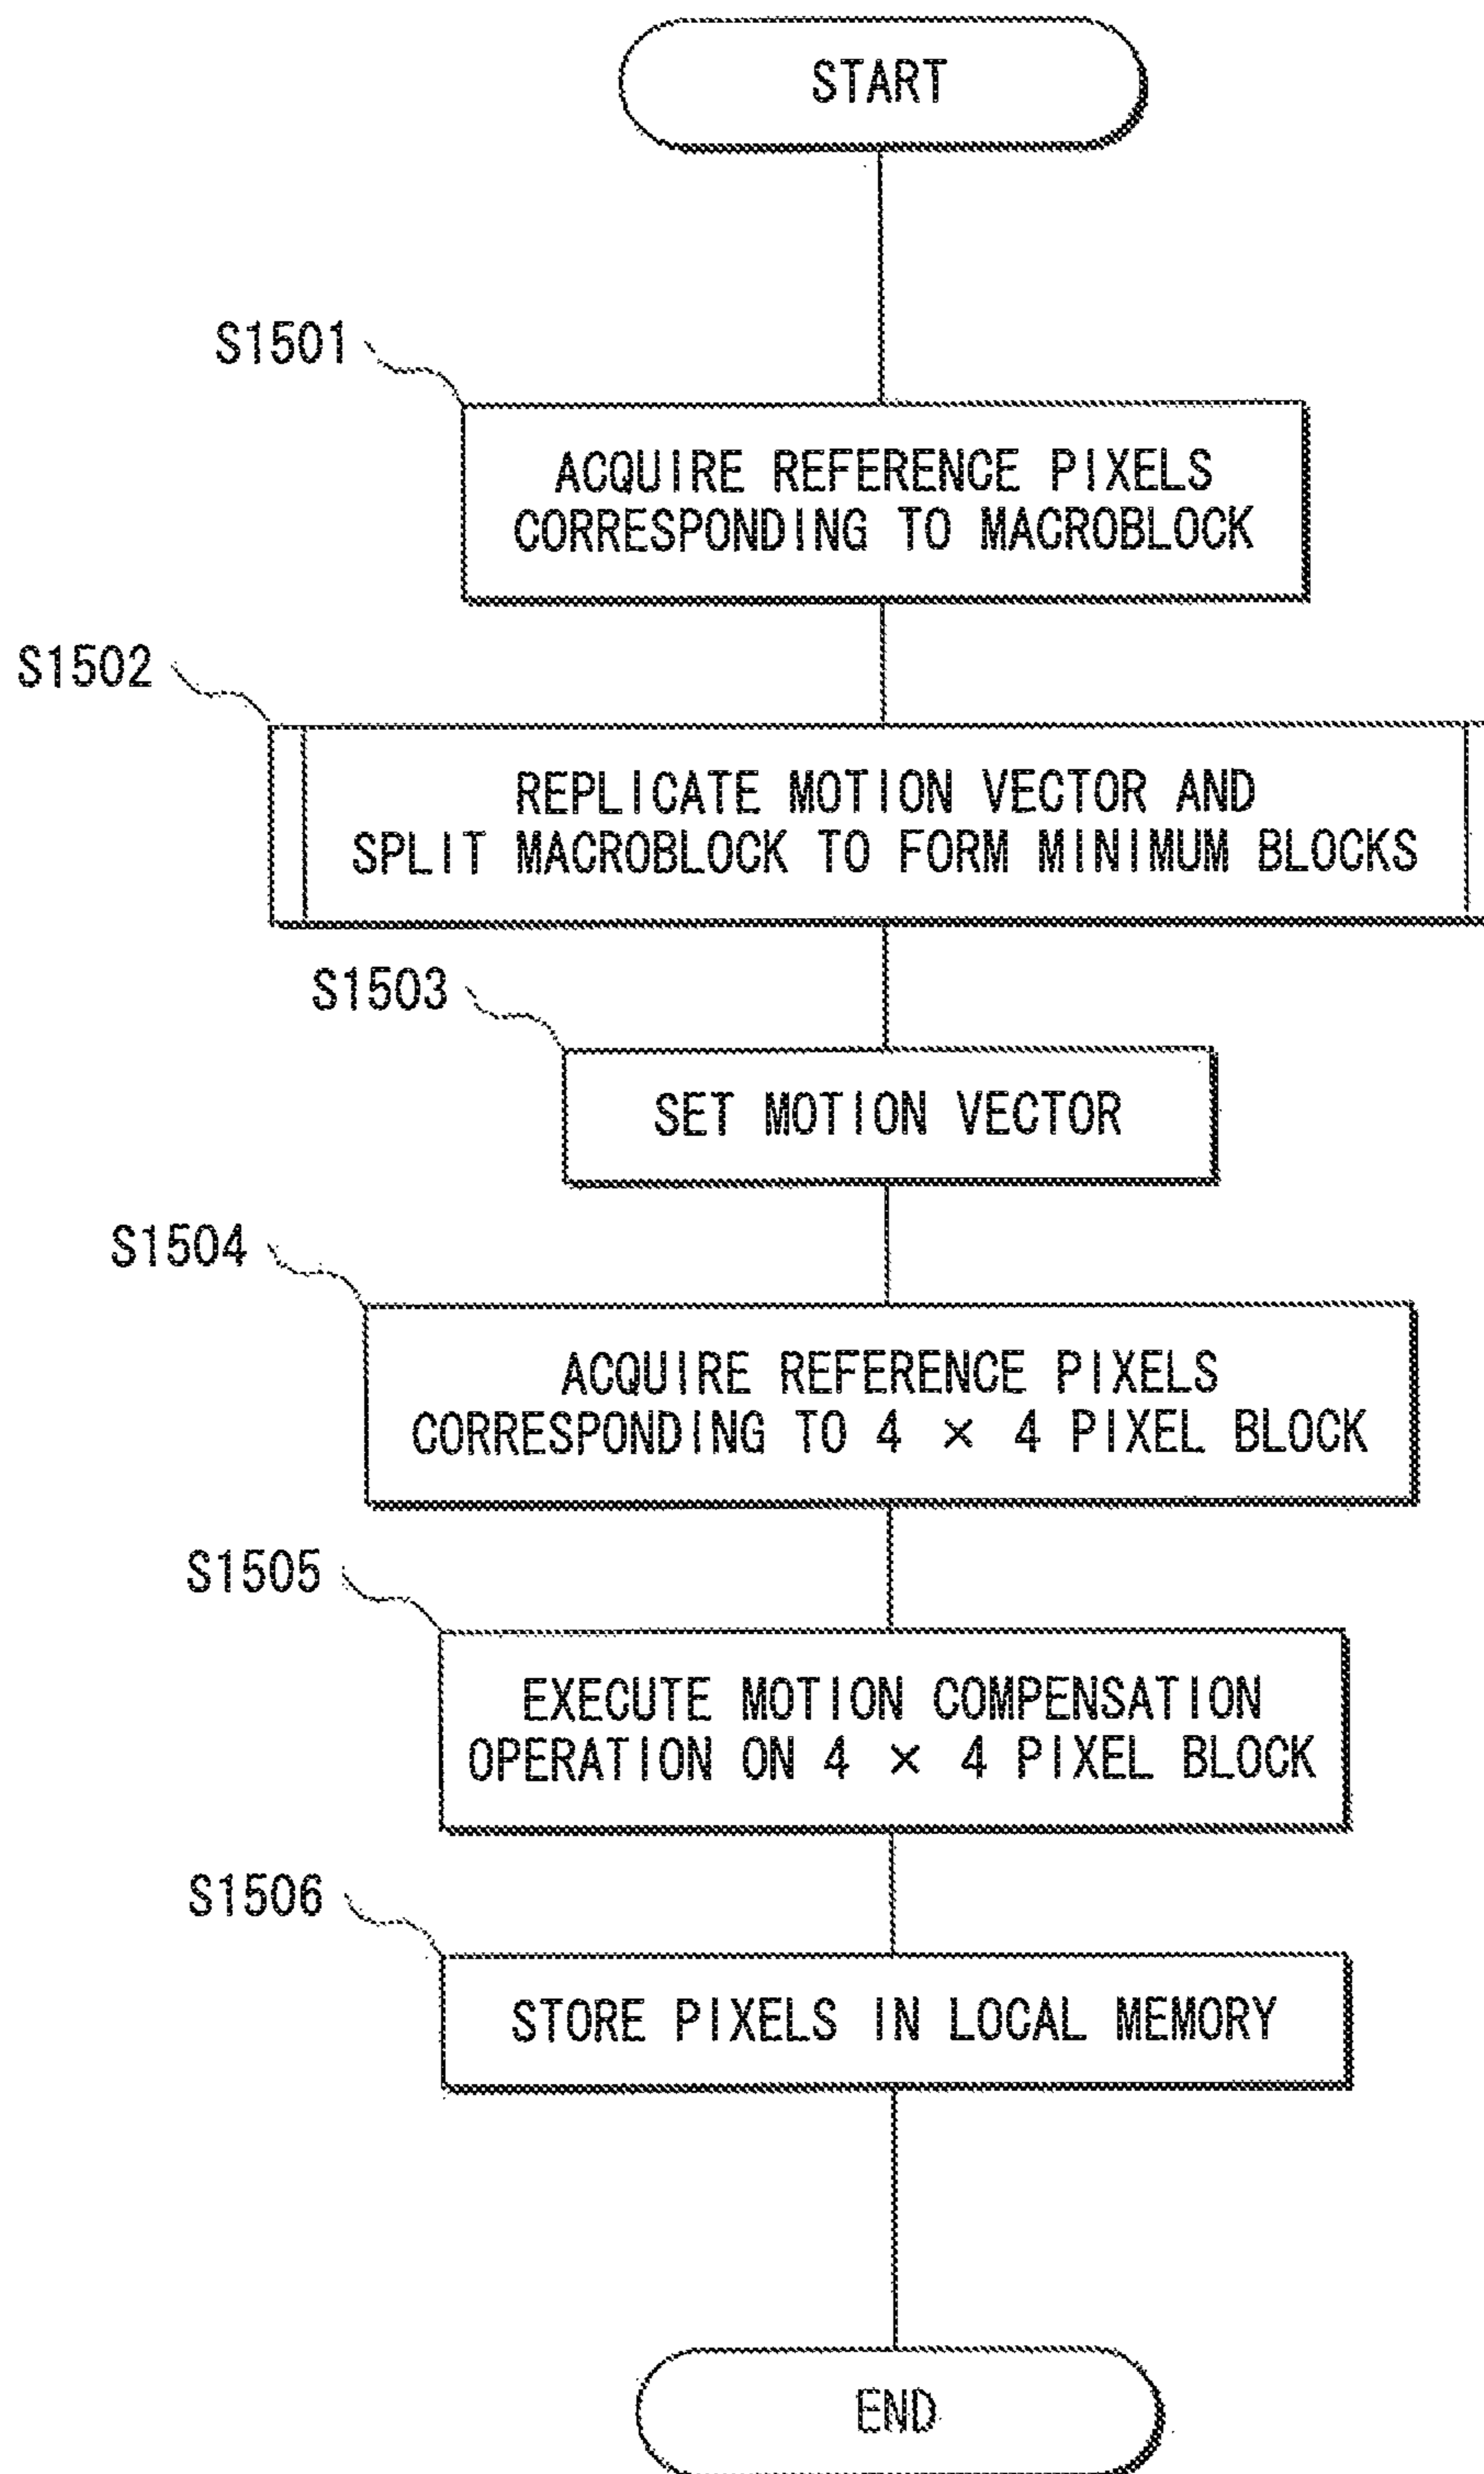 START
S1501
ACQUIRE REFERENCE PIXELS
CORRESPONDING TO MACROBLOCK
S1502
REPLICATE MOTION VECTOR AND
SPLIT MACROBLOCK TO FORM MINIMUM BLOCKS
S1503
SET MOTION VECTOR
S1504
ACQUIRE REFERENCE PIXELS
CORRESPONDING TO 4 × 4 PIXEL BLOCK
S1505
EXECUTE MOTION COMPENSATION
OPERATION ON 4 × 4 PIXEL BLOCK
S1506
STORE PIXELS IN LOCAL MEMORY
END